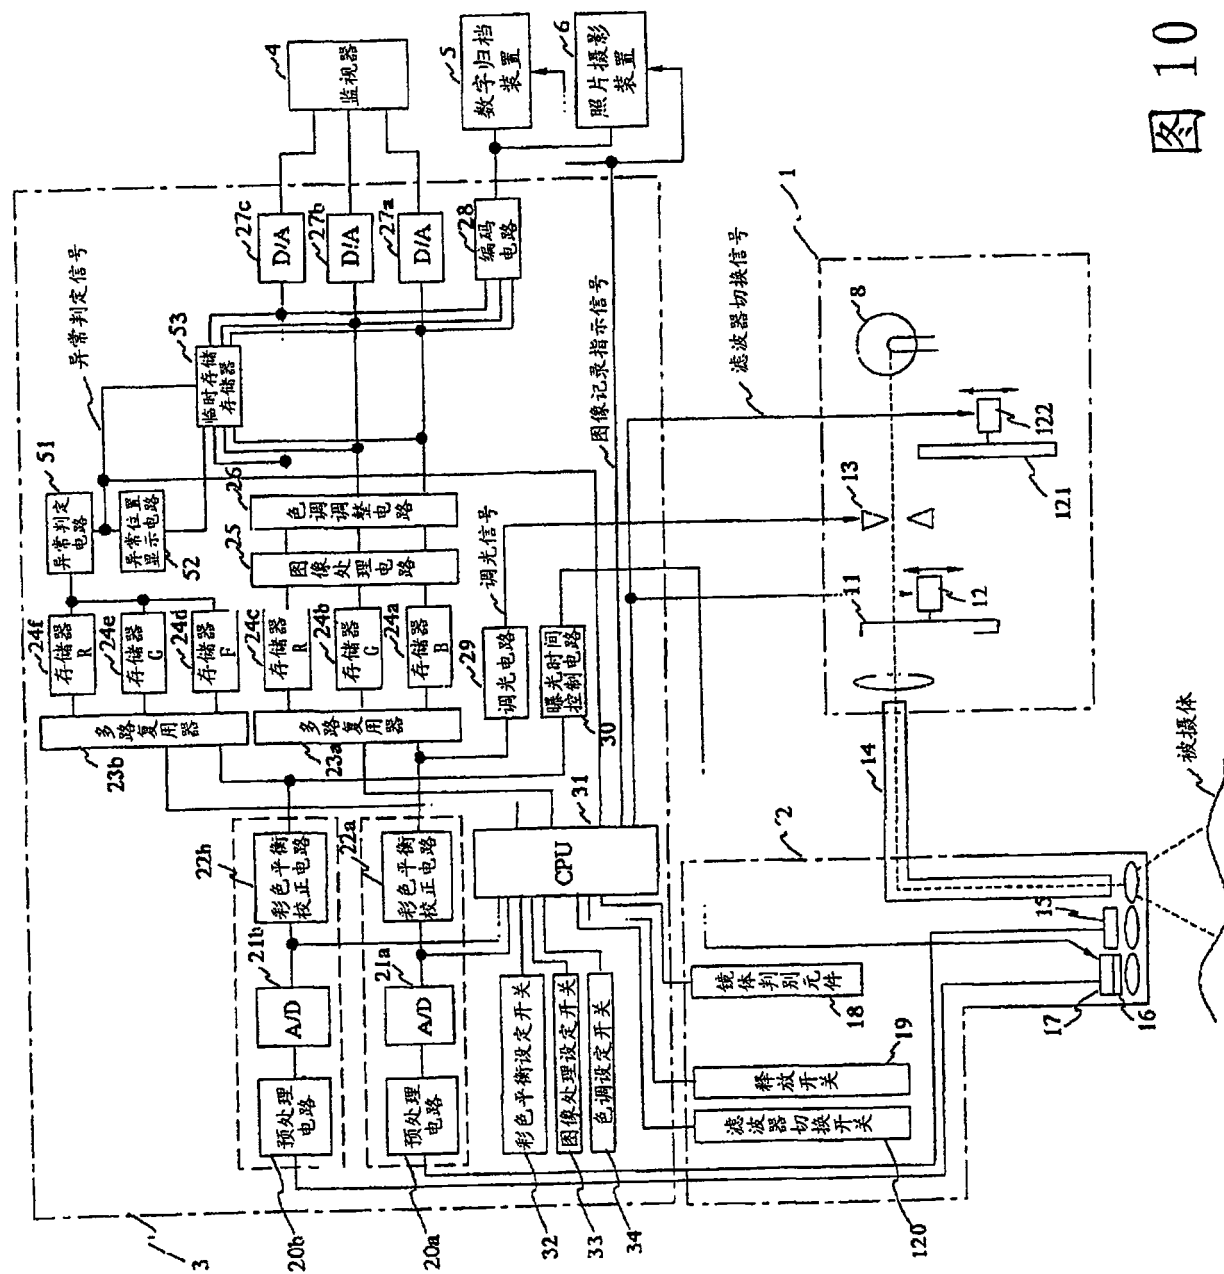 图 10
3
20b
预处理
电路
A/D
21b
22b
彩色平衡
校正电路
20a
预处理
电路
A/D
21a
22a
彩色平衡
校正电路
23b
多路复用器
23a
多路复用器
24f
存储器
R
24e
存储器
G
24d
存储器
F
24c
存储器
R
24b
存储器
G
24a
存储器
B
51
异常判定
电路
异常位置
显示电路
52
异常判定信号
53
临时存储
存储器
25
图像处理电路
26
色调调整电路
27c
D/A
27b
D/A
27a
D/A
28
编码
电路
4
监视器
5
数字归档
装置
6
照片摄影
装置
29
调光电路
调光信号
曝光时间
控制电路
30
31
CPU
图像记录指示信号
滤波器切换信号
32
彩色平衡设定开关
33
图像处理设定开关
34
色调设定开关
2
镜体判别元件
18
释放开关
19
滤波器切换开关
120
17
16
15
14
被摄体
1
8
13
11
12
122
121